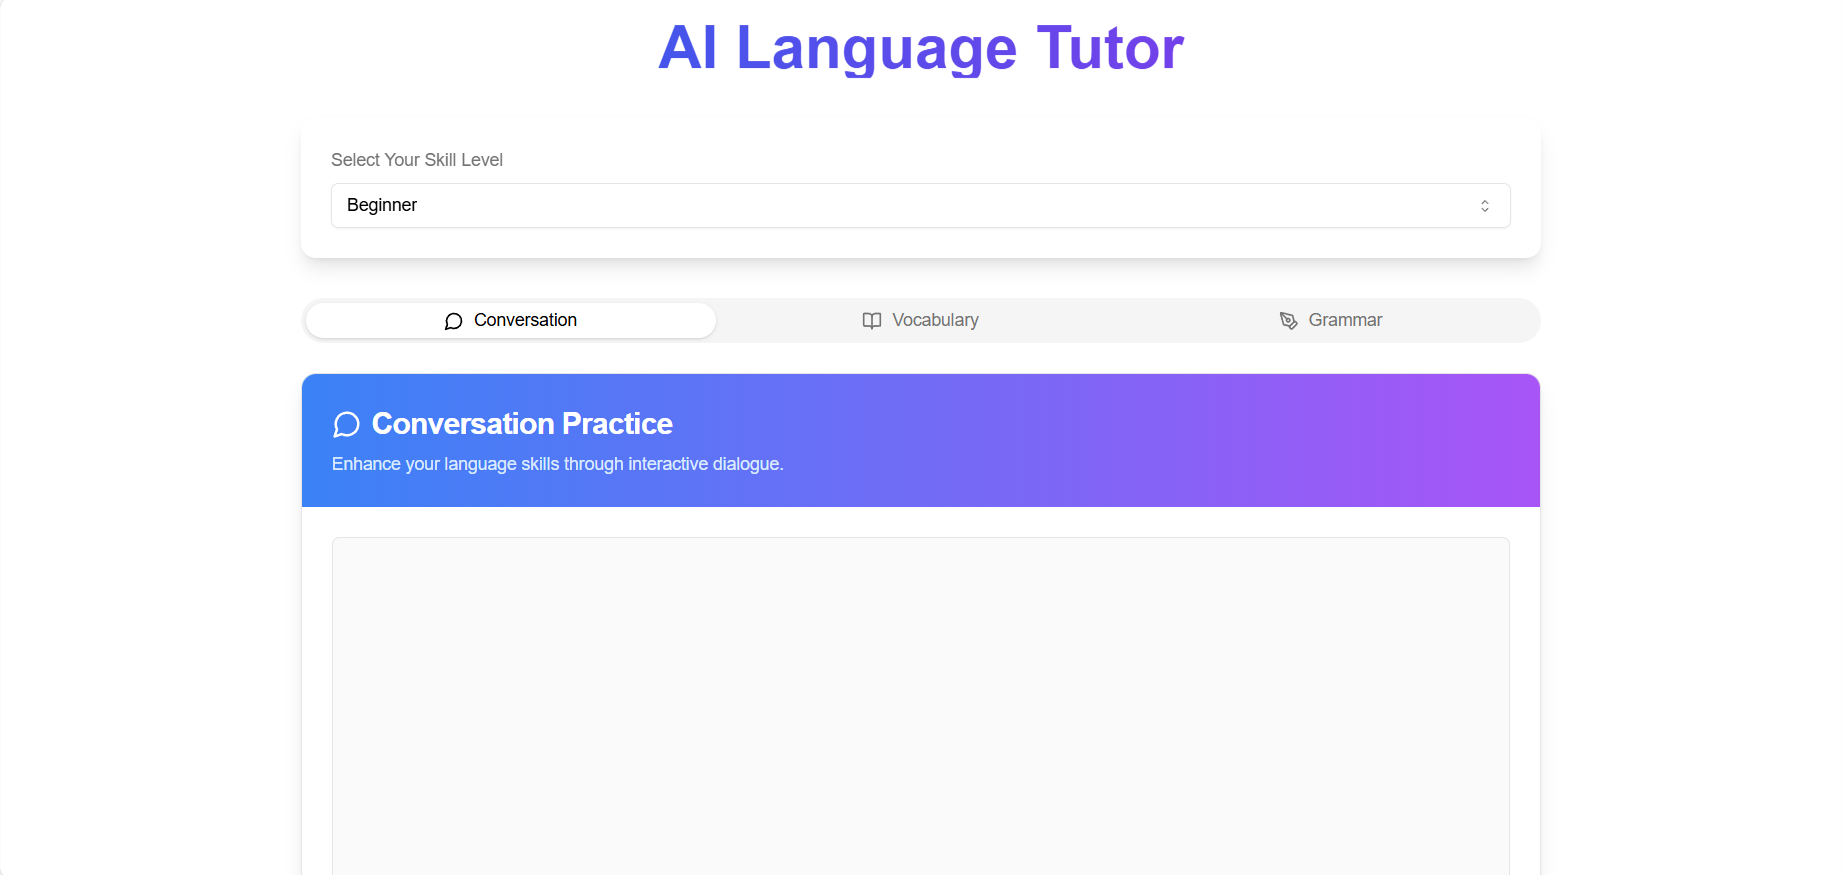 AI Language Tutor
Select Your Skill Level
Beginner
Conversation
Vocabulary
Grammar
Conversation Practice
Enhance your language skills through interactive dialogue.